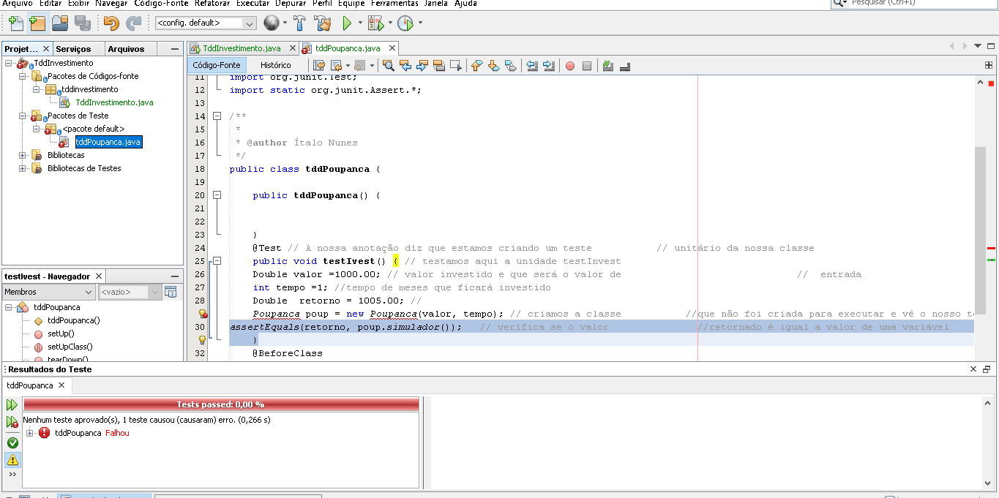 Arquivo Editar Exibir Navegar Código-Fonte Refatorar Executar Depurar Perfil Equipe Ferramentas Janela Ajuda
Pesquisar (Ctrl+I)
<config. default>
Projet... Serviços Arquivos
TddInvestimento
Pacotes de Códigos-fonte
tddinvestimento
TddInvestimento.java
Pacotes de Teste
<pacote default>
tddPoupanca.java
Bibliotecas
Bibliotecas de Testes
testIvest - Navegador
Membros <vazio>
tddPoupanca
tddPoupanca()
setUp()
setUpClass()
tearDown()
TddInvestimento.java tddPoupanca.java
Código-Fonte Histórico
11 import org.junit.Test;
12 import static org.junit.Assert.*;
13
14 /**
15 *
16 * @author Ítalo Nunes
17 */
18 public class tddPoupanca {
19
20 public tddPoupanca() {
21
22
23 }
24 @Test // A nossa anotação diz que estamos criando um teste // unitário da nossa classe
25 public void testIvest() { // testamos aqui a unidade testInvest
26 Double valor =1000.00; // valor investido e que será o valor de // entrada
27 int tempo =1; //tempo de meses que ficará investido
28 Double retorno = 1005.00; //
Poupanca poup = new Poupanca(valor, tempo); // criamos a classe //que não foi criada para executar e vê o nosso te
30 assertEquals(retorno, poup.simulador()); // verifica se o valor //retornado é igual a valor de uma variável
}
32 @BeforeClass
Resultados do Teste
tddPoupanca
Tests passed: 0,00 %
Nenhum teste aprovado(s), 1 teste causou (causaram) erro. (0,266 s)
tddPoupanca Falhou